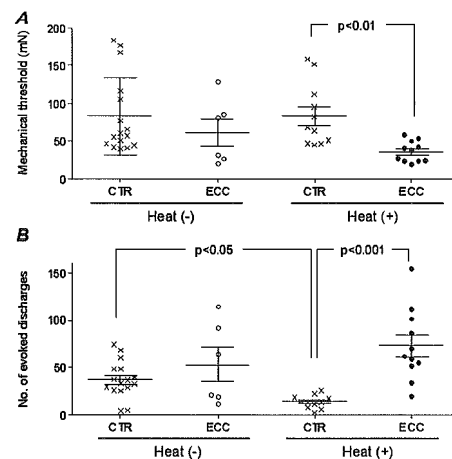 A
Mechanical threshold (mN)
200
150
100
50
0
p<0.01
CTR ECC CTR ECC
Heat (-) Heat (+)
B
No. of evoked discharges
150
100
50
0
p<0.05 p<0.001
CTR ECC CTR ECC
Heat (-) Heat (+)